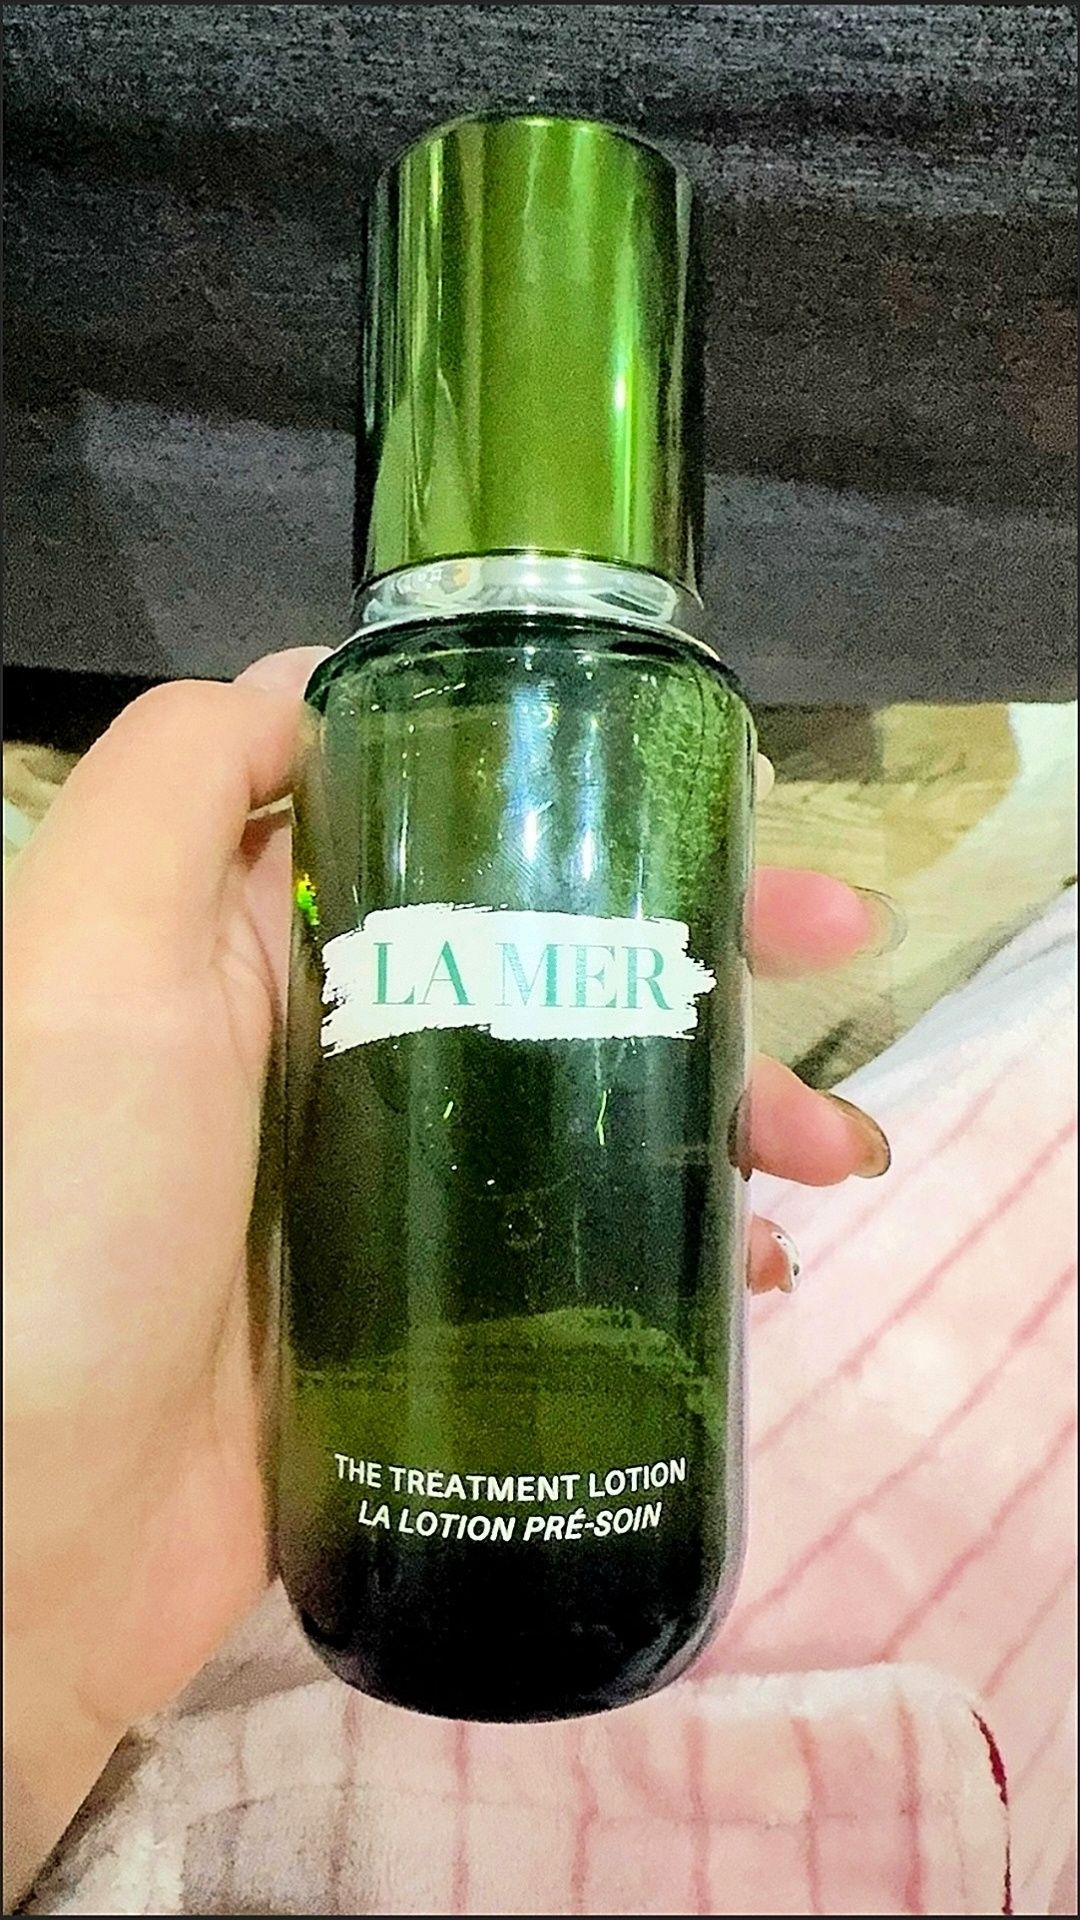 LA MER
THE TREATMENT LOTION
LA LOTION PRÉ-SOIN